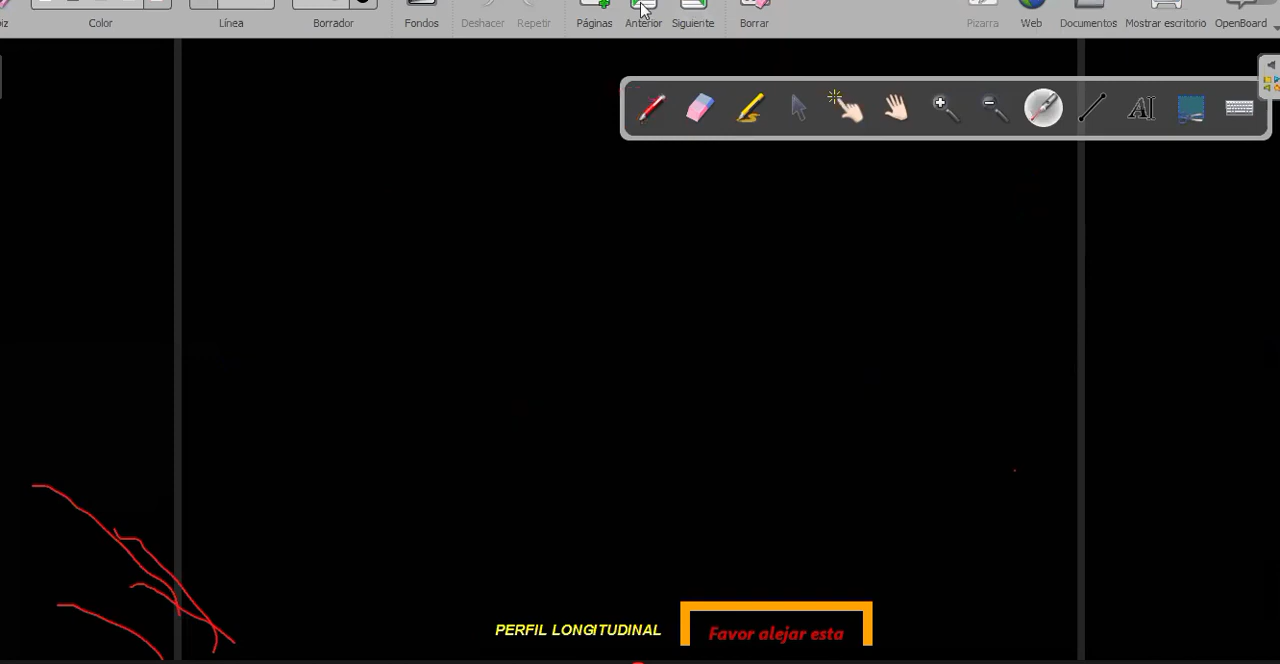 Color Línea Borrador Fondos Deshacer Repetir Páginas Anterior Siguiente Borrar Pizarra Web Documentos Mostrar escritorio OpenBoard
AI
PERFIL LONGITUDINAL
Favor alejar esta